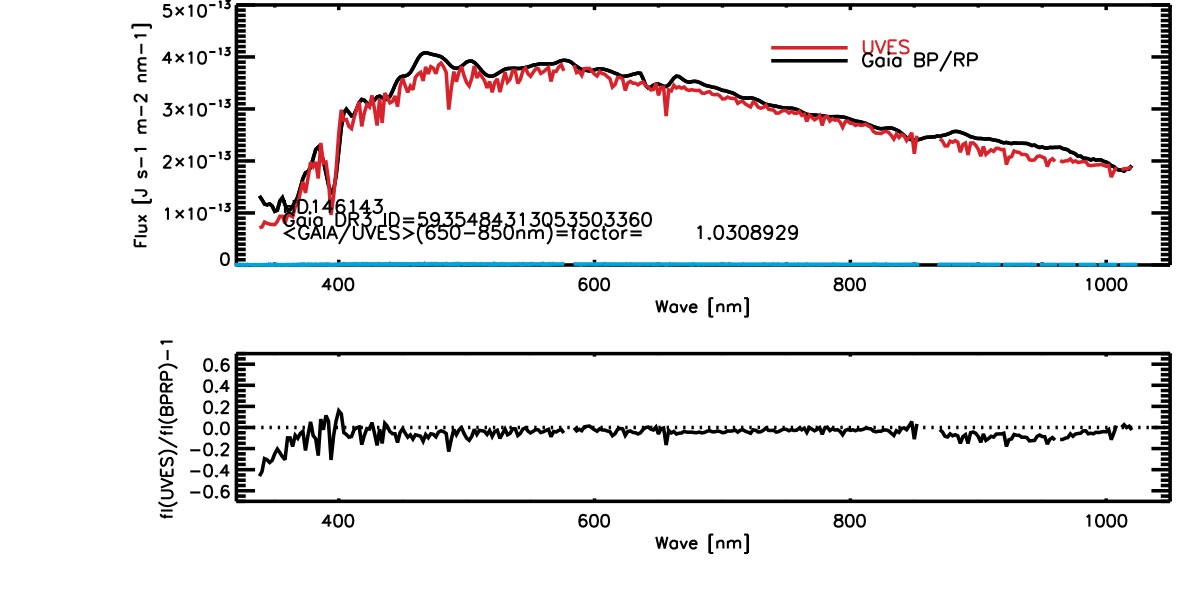 5×10−13
4×10−13
3×10−13
2×10−13
1×10−13
0
Flux [J s−1 m−2 nm−1]
UVES
Gaia BP/RP
HD146143
Gaia DR3 ID=5935484313053503360
<GAIA/UVES>(650−850nm)=factor= 1.0308929
400 600 800 1000
Wave [nm]
fl(UVES)/fl(BPRP)−1
0.6
0.4
0.2
0.0
−0.2
−0.4
−0.6
400 600 800 1000
Wave [nm]